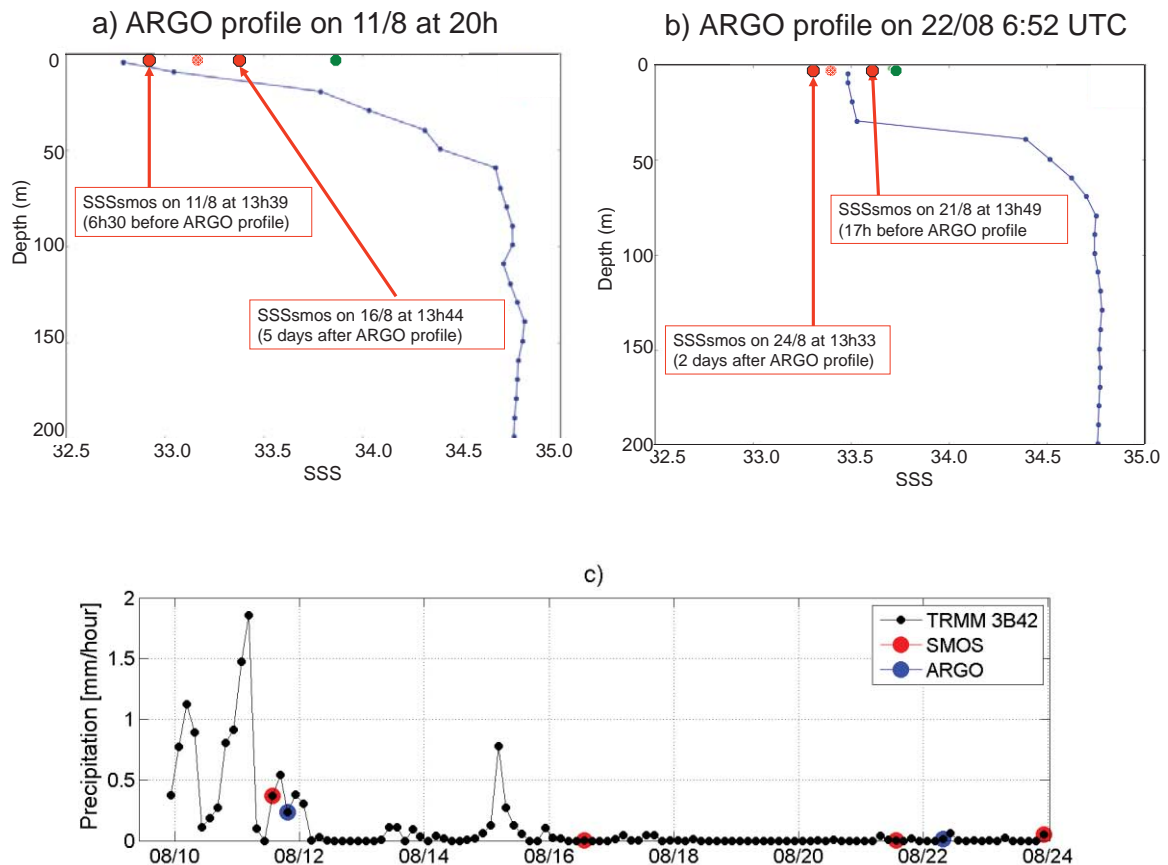 a) ARGO profile on 11/8 at 20h
b) ARGO profile on 22/08 6:52 UTC
0
50
100
150
200
Depth (m)
SSSsmos on 11/8 at 13h39
(6h30 before ARGO profile)
SSSsmos on 16/8 at 13h44
(5 days after ARGO profile)
32.5 33.0 33.5 34.0 34.5 35.0
SSS
0
50
100
150
200
Depth (m)
SSSsmos on 21/8 at 13h49
(17h before ARGO profile
SSSsmos on 24/8 at 13h33
(2 days after ARGO profile)
32.5 33.0 33.5 34.0 34.5 35.0
SSS
c)
2
1.5
1
0.5
0
Precipitation [mm/hour]
TRMM 3B42
SMOS
ARGO
08/10 08/12 08/14 08/16 08/18 08/20 08/22 08/24